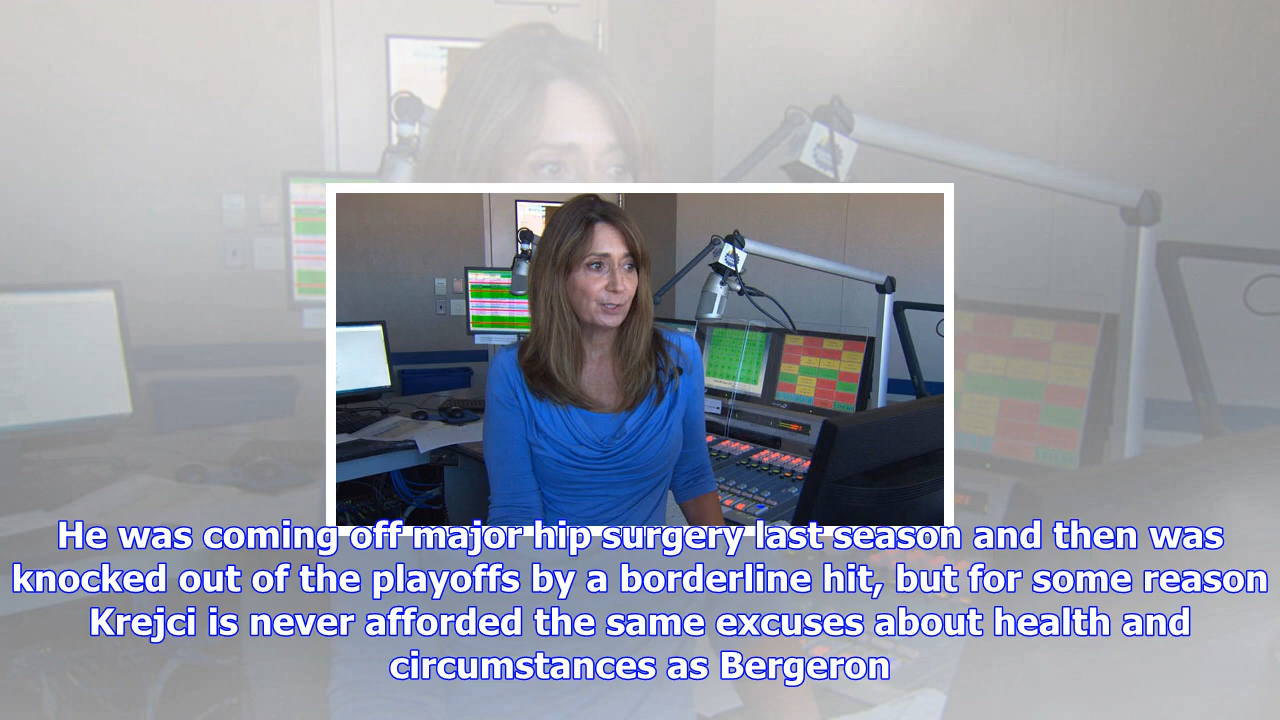 He was coming off major hip surgery last season and then was
knocked out of the playoffs by a borderline hit, but for some reason
Krejci is never afforded the same excuses about health and
circumstances as Bergeron